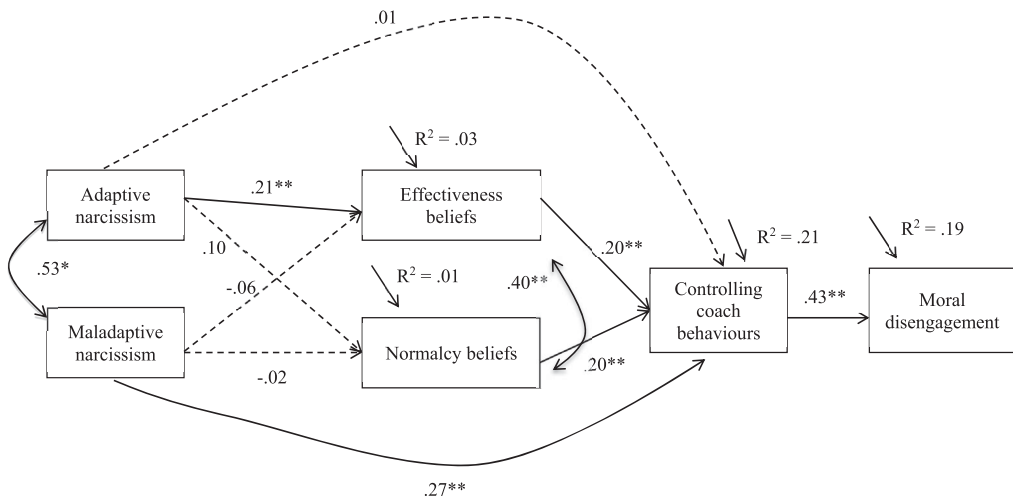 .01
R² = .03
Adaptive
narcissism
.21**
Effectiveness
beliefs
R² = .21
R² = .19
.10
.20**
.53*
-.06
R² = .01
.40**
Controlling
coach
behaviours
.43**
Moral
disengagement
Maladaptive
narcissism
Normalcy beliefs
-.02
.20**
.27**